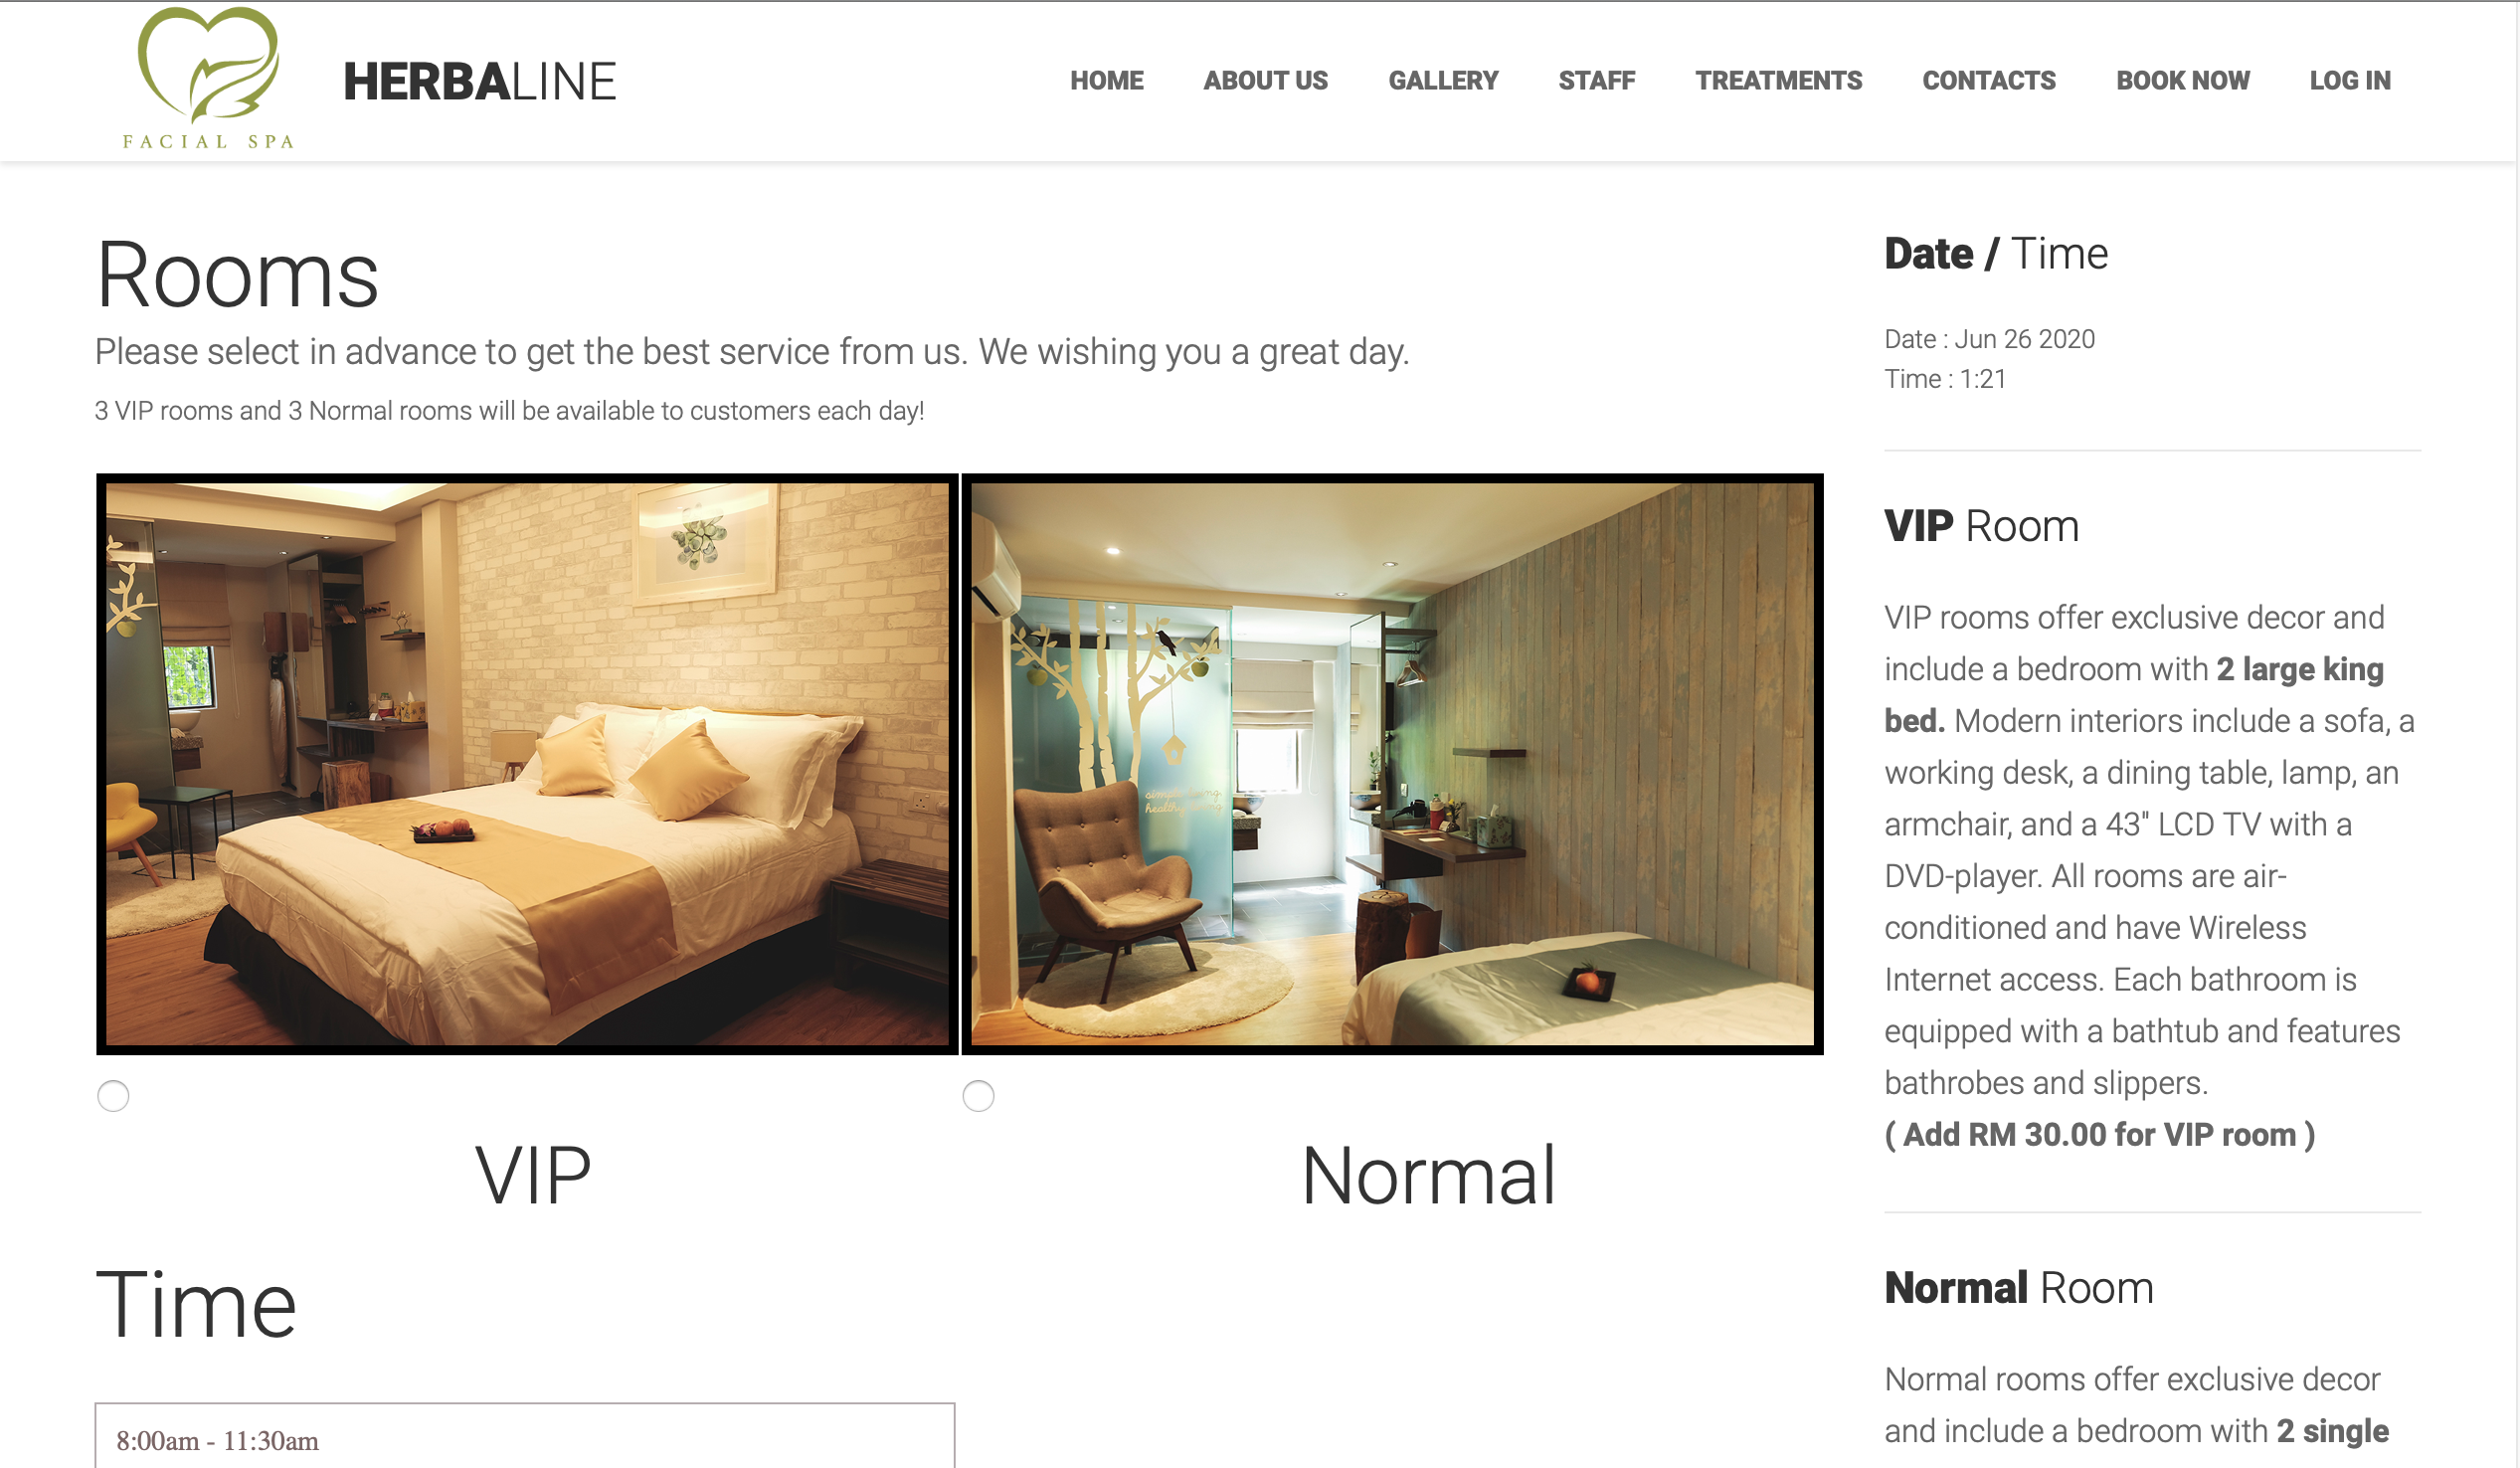 FACIAL SPA
HERBALINE
HOME ABOUT US GALLERY STAFF TREATMENTS CONTACTS BOOK NOW LOG IN
Rooms
Please select in advance to get the best service from us. We wishing you a great day.
3 VIP rooms and 3 Normal rooms will be available to customers each day!
simple living
healthy living
VIP
Normal
Time
8:00am - 11:30am
Date / Time
Date : Jun 26 2020
Time : 1:21
VIP Room
VIP rooms offer exclusive decor and
include a bedroom with 2 large king
bed. Modern interiors include a sofa, a
working desk, a dining table, lamp, an
armchair, and a 43" LCD TV with a
DVD-player. All rooms are air-
conditioned and have Wireless
Internet access. Each bathroom is
equipped with a bathtub and features
bathrobes and slippers.
( Add RM 30.00 for VIP room )
Normal Room
Normal rooms offer exclusive decor
and include a bedroom with 2 single